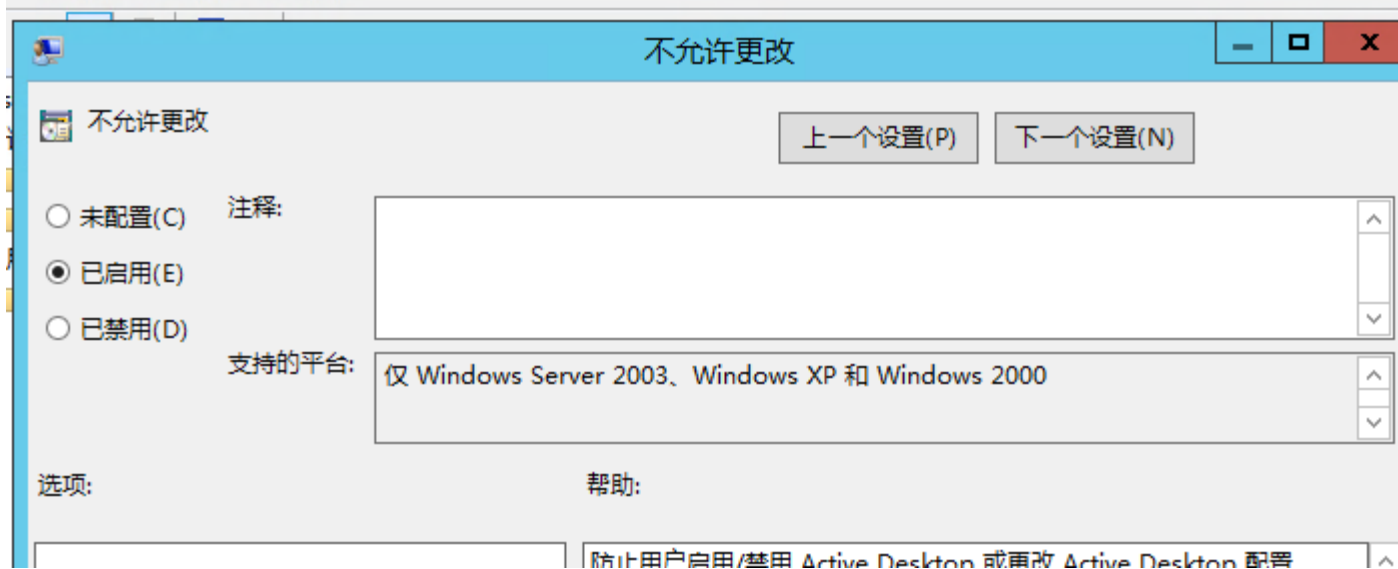 不允许更改
不允许更改
上一个设置(P)
下一个设置(N)
未配置(C)
注释:
已启用(E)
已禁用(D)
支持的平台:
仅 Windows Server 2003、Windows XP 和 Windows 2000
选项:
帮助:
防止用户启用/禁用 Active Desktop 或更改 Active Desktop 配置